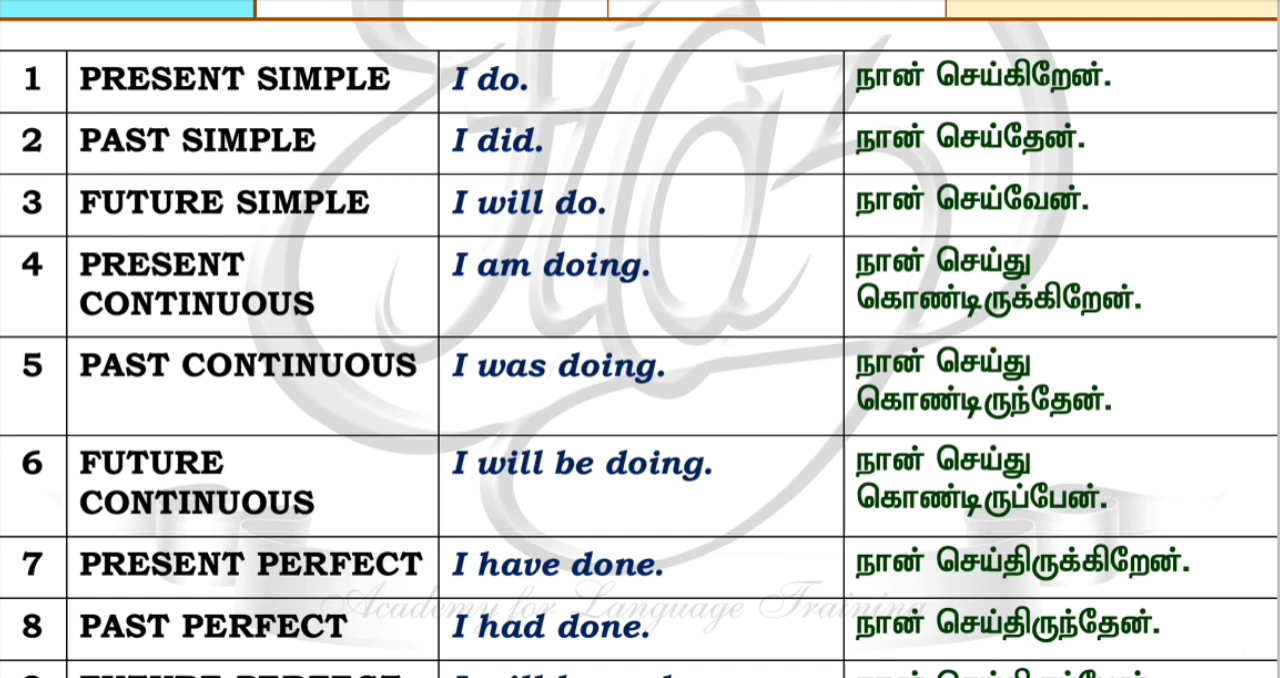 1 PRESENT SIMPLE I do. நான் செய்கிறேன்.
2 PAST SIMPLE I did. நான் செய்தேன்.
3 FUTURE SIMPLE I will do. நான் செய்வேன்.
4 PRESENT I am doing. நான் செய்து
CONTINUOUS கொண்டிருக்கிறேன்.
5 PAST CONTINUOUS I was doing. நான் செய்து
கொண்டிருந்தேன்.
6 FUTURE I will be doing. நான் செய்து
CONTINUOUS கொண்டிருப்பேன்.
7 PRESENT PERFECT I have done. நான் செய்திருக்கிறேன்.
Academy for Language Training
8 PAST PERFECT I had done. நான் செய்திருந்தேன்.